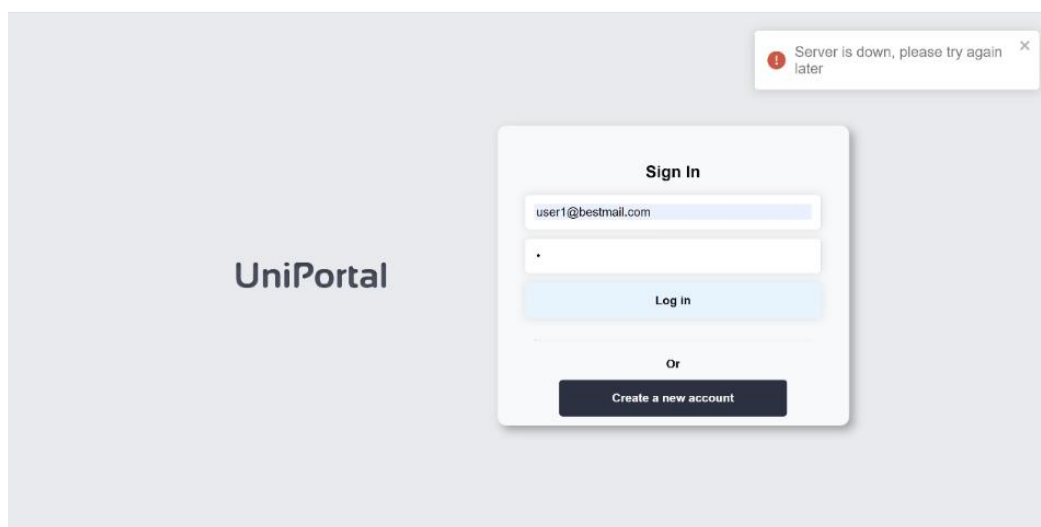 Server is down, please try again
later
Sign In
user1@bestmail.com
UniPortal
Log in
Or
Create a new account